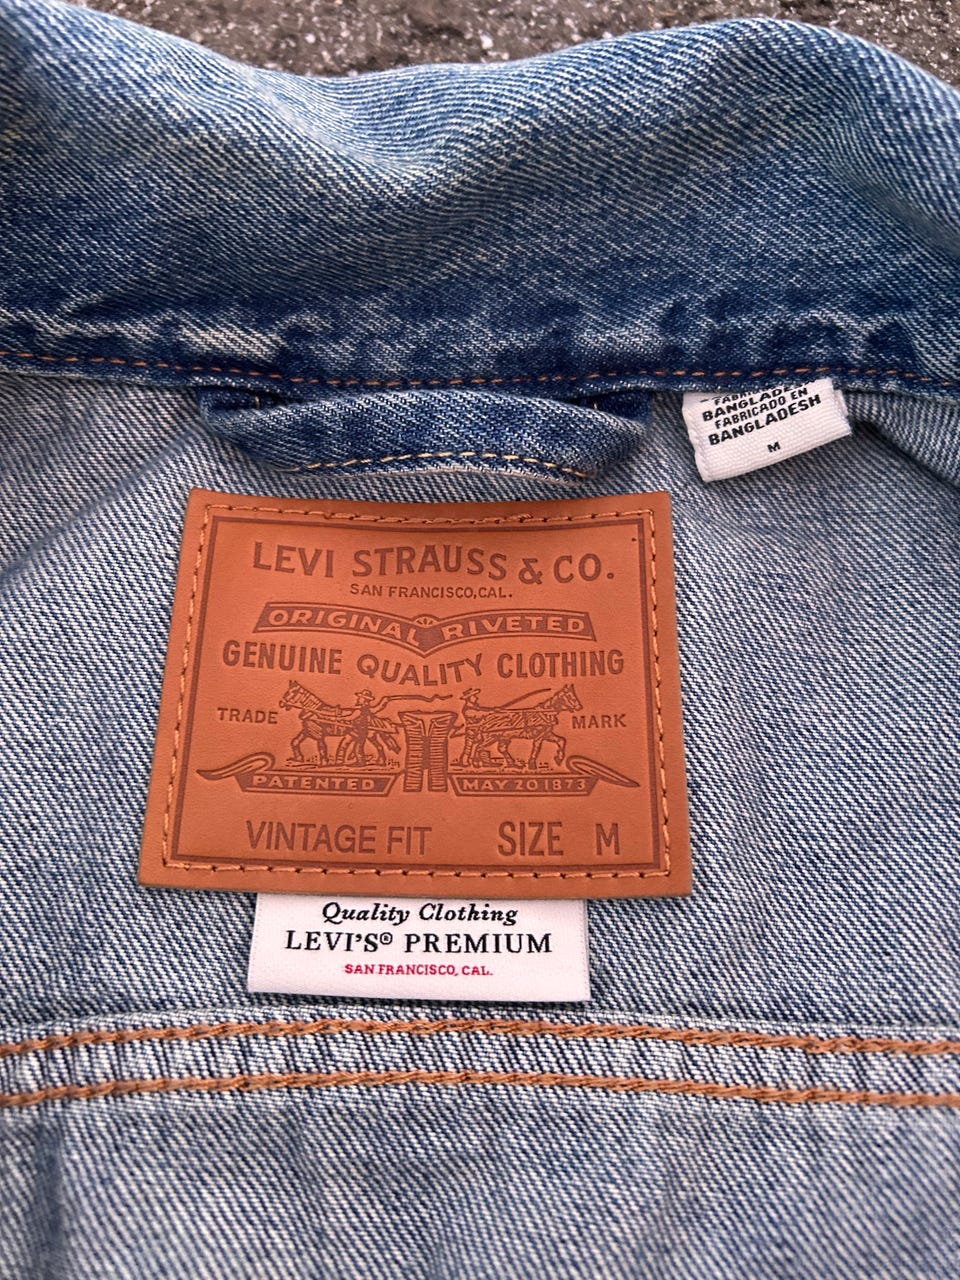 BANGLADESH
FABRICADO EN
BANGLADESH
M
LEVI STRAUSS & CO.
SAN FRANCISCO, CAL.
ORIGINAL RIVETED
GENUINE QUALITY CLOTHING
TRADE MARK
PATENTED MAY 20 1873
VINTAGE FIT SIZE M
Quality Clothing
LEVI'S® PREMIUM
SAN FRANCISCO, CAL.